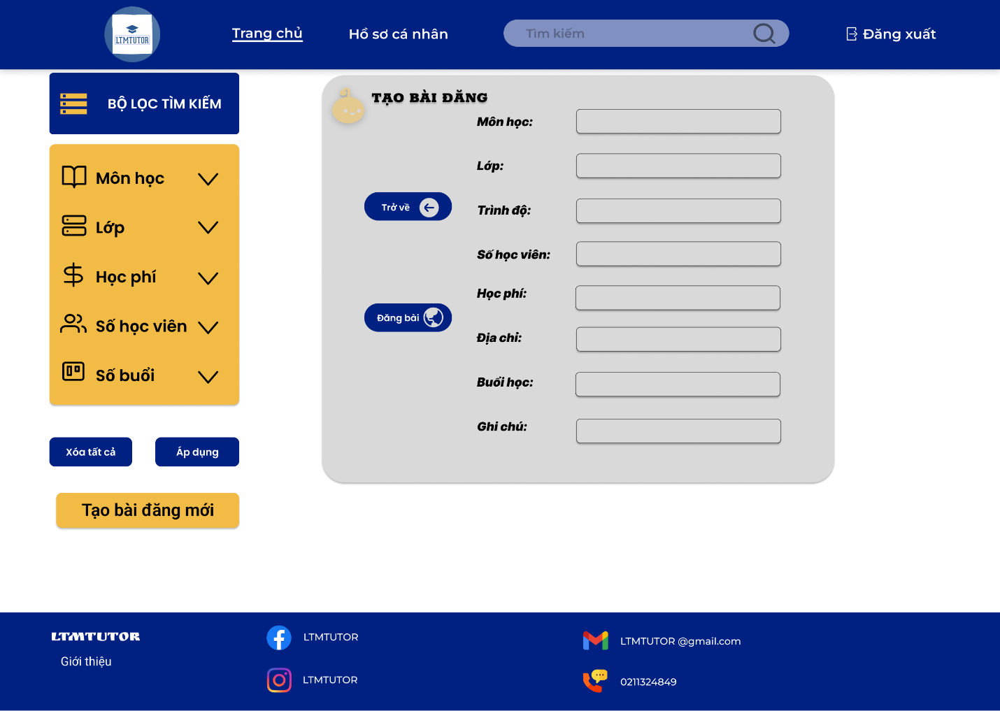 LTMTUTOR
Trang chủ
Hồ sơ cá nhân
Tìm kiếm
Đăng xuất
BỘ LỌC TÌM KIẾM
Môn học
Lớp
Học phí
Số học viên
Số buổi
Xóa tất cả
Áp dụng
Tạo bài đăng mới
TẠO BÀI ĐĂNG
Môn học:
Lớp:
Trình độ:
Số học viên:
Học phí:
Địa chỉ:
Buổi học:
Ghi chú:
Trở về
Đăng bài
LTMTUTOR
Giới thiệu
LTMTUTOR
LTMTUTOR
LTMTUTOR @gmail.com
0211324849